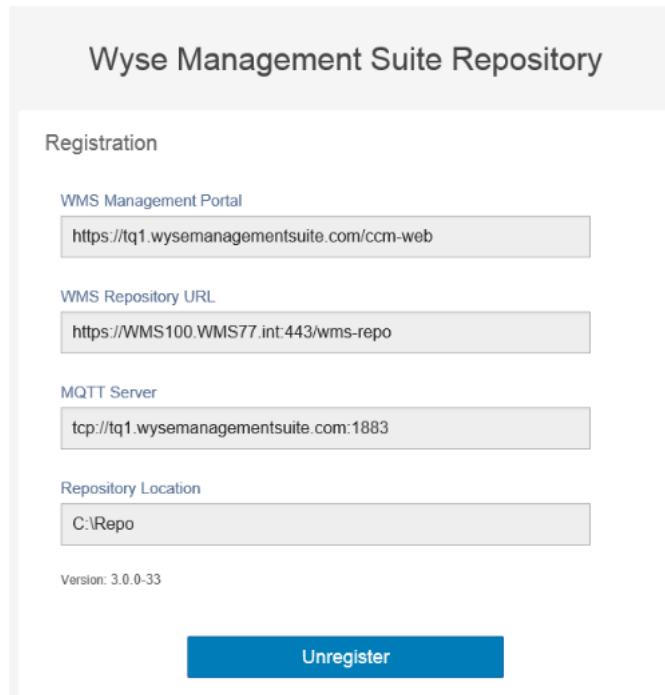 Wyse Management Suite Repository
Registration
WMS Management Portal
https://tq1.wysemanagementsuite.com/ccm-web
WMS Repository URL
https://WMS100.WMS77.int:443/wms-repo
MQTT Server
tcp://tq1.wysemanagementsuite.com:1883
Repository Location
C:\Repo
Version: 3.0.0-33
Unregister